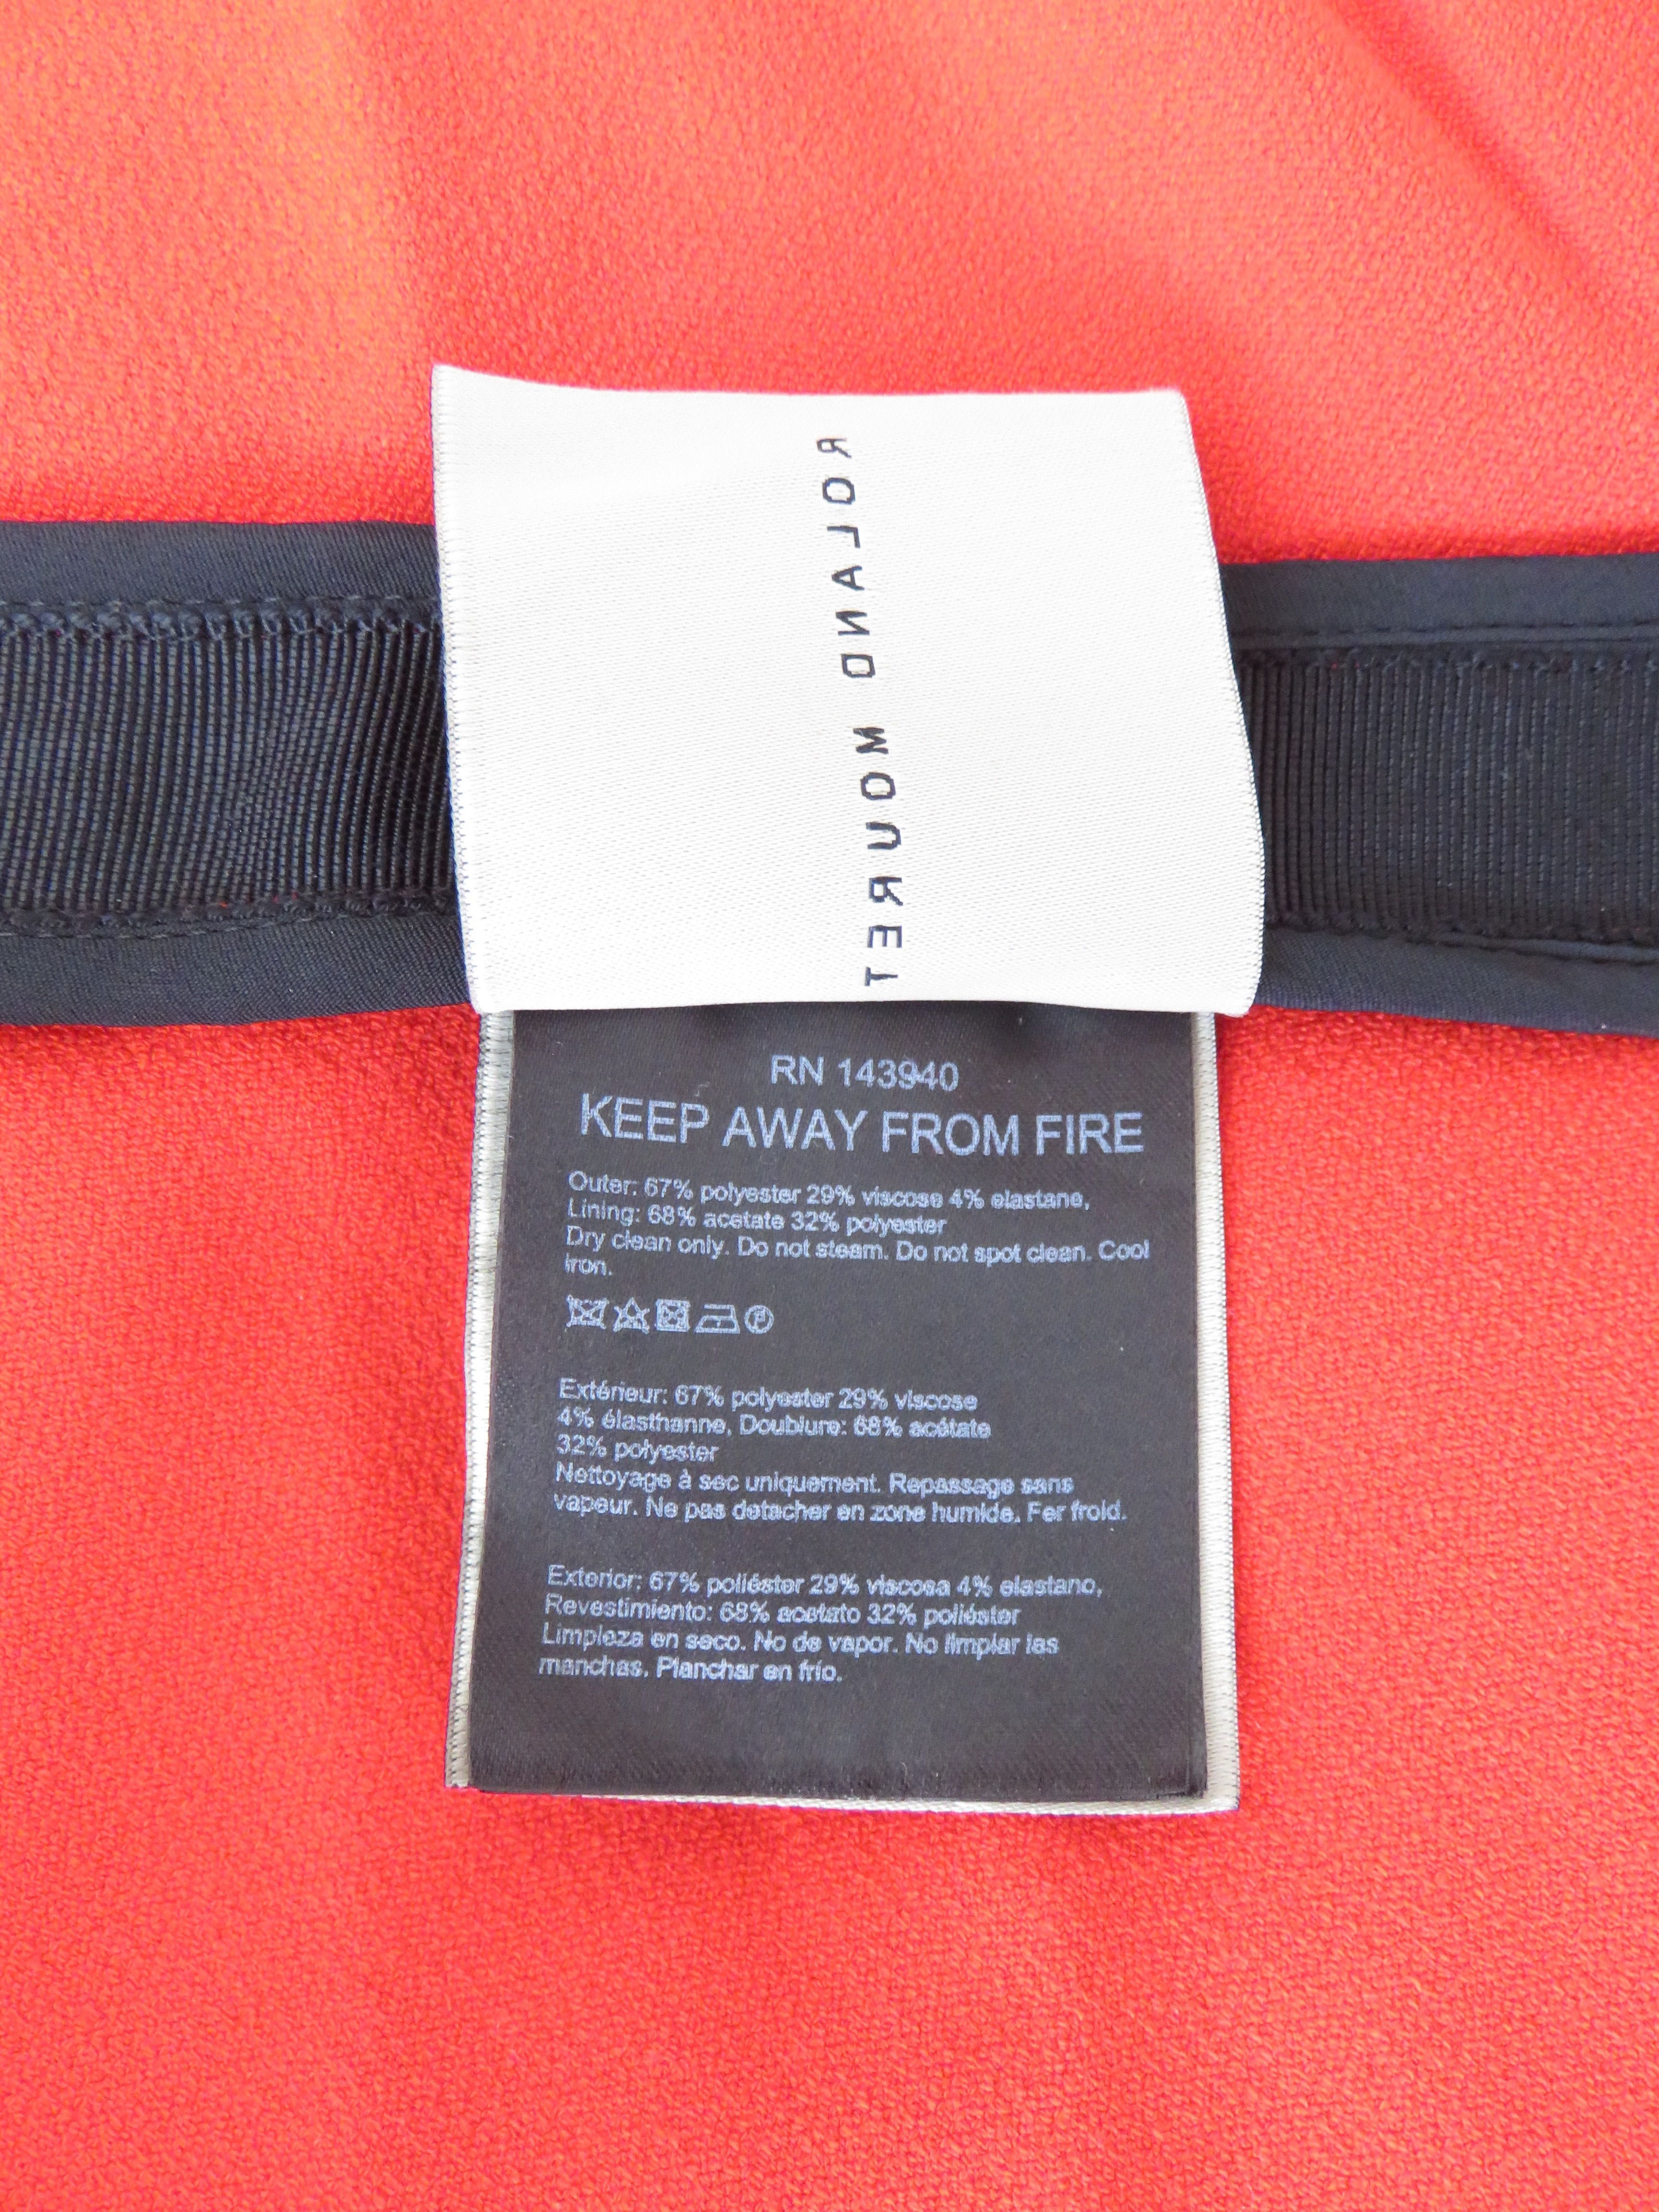 ROLAND MOURET
RN 143940
KEEP AWAY FROM FIRE
Outer: 67% polyester 29% viscose 4% elastane,
Lining: 68% acetate 32% polyester
Dry clean only. Do not steam. Do not spot clean. Cool
iron.
P
Extérieur: 67% polyester 29% viscose
4% élasthanne, Doublure: 68% acétate
32% polyester
Nettoyage à sec uniquement. Repassage sans
vapeur. Ne pas detacher en zone humide. Fer froid.
Exterior: 67% poliéster 29% viscosa 4% elastano,
Revestimiento: 68% acetato 32% poliéster
Limpieza en seco. No de vapor. No limpiar las
manchas. Planchar en frío.